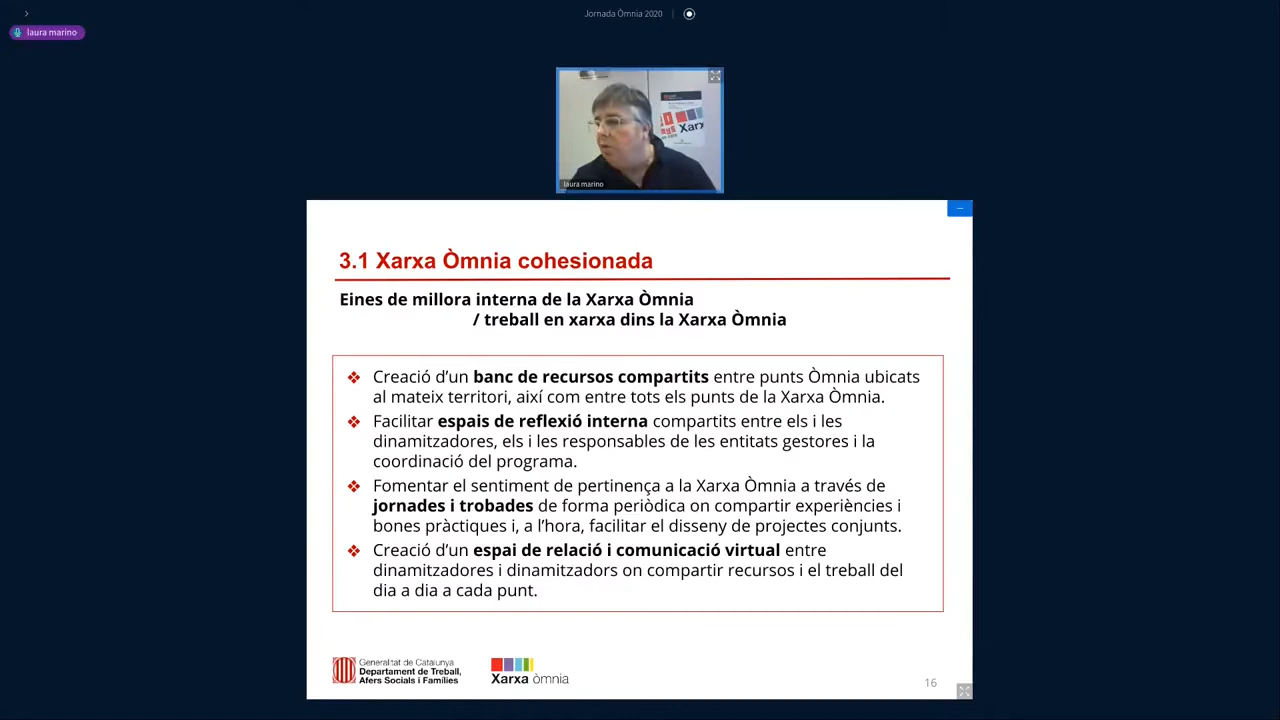 Jornada Òmnia 2020
laura marino
Xarx
laura marino
3.1 Xarxa Òmnia cohesionada
Eines de millora interna de la Xarxa Òmnia
/ treball en xarxa dins la Xarxa Òmnia
❖ Creació d’un banc de recursos compartits entre punts Òmnia ubicats
al mateix territori, així com entre tots els punts de la Xarxa Òmnia.
❖ Facilitar espais de reflexió interna compartits entre els i les
dinamitzadores, els i les responsables de les entitats gestores i la
coordinació del programa.
❖ Fomentar el sentiment de pertinença a la Xarxa Òmnia a través de
jornades i trobades de forma periòdica on compartir experiències i
bones pràctiques i, a l’hora, facilitar el disseny de projectes conjunts.
❖ Creació d’un espai de relació i comunicació virtual entre
dinamitzadores i dinamitzadors on compartir recursos i el treball del
dia a dia a cada punt.
Generalitat de Catalunya
Departament de Treball,
Afers Socials i Famílies
Xarxa òmnia
16